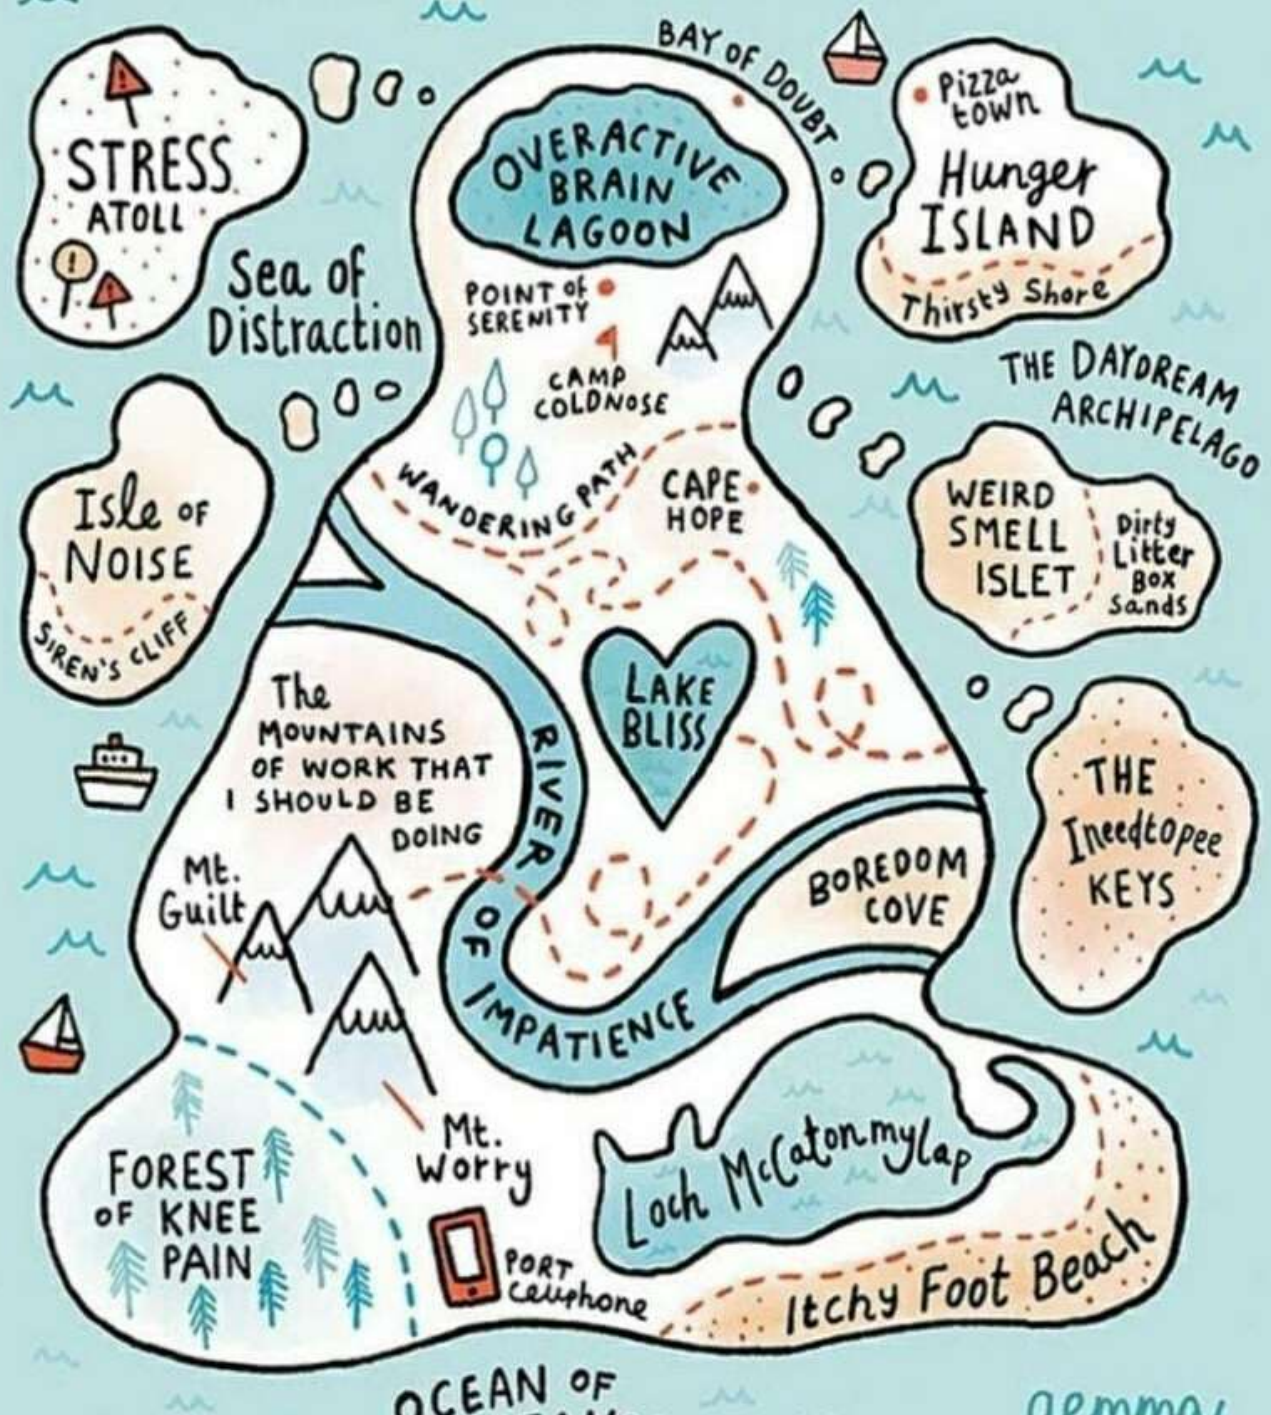 BAY OF DOUBT
Pizza
town
Hunger
ISLAND
Thirsty Shore
STRESS
ATOLL
!
OVERACTIVE
BRAIN
LAGOON
Sea of
Distraction
POINT OF
SERENITY
CAMP
COLDNOSE
THE DAYDREAM
ARCHIPELAGO
WANDERING PATH
CAPE
HOPE
Isle OF
NOISE
SIREN'S CLIFF
WEIRD
SMELL
ISLET
Dirty
Litter
Box
Sands
The
MOUNTAINS
OF WORK THAT
I SHOULD BE
DOING
LAKE
BLISS
RIVER OF IMPATIENCE
THE
Ineedtopee
KEYS
Mt.
Guilt
BOREDOM
COVE
Mt.
Worry
FOREST
OF KNEE
PAIN
Loch McCatonmylap
PORT
Cellphone
Itchy Foot Beach
OCEAN OF
gemma